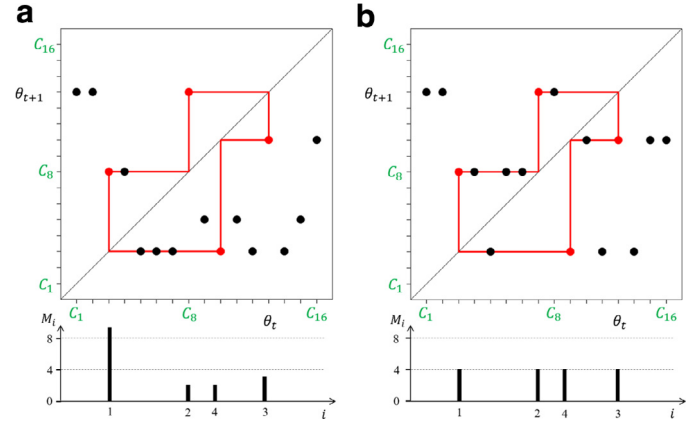 a
b
C₁₆
C₁₆
θₜ₊₁
θₜ₊₁
C₈
C₈
C₁
C₁
C₁ C₈ θₜ C₁₆
C₁ C₈ θₜ C₁₆
Mᵢ
Mᵢ
8
8
4
4
0
0
1 2 4 3 i
1 2 4 3 i